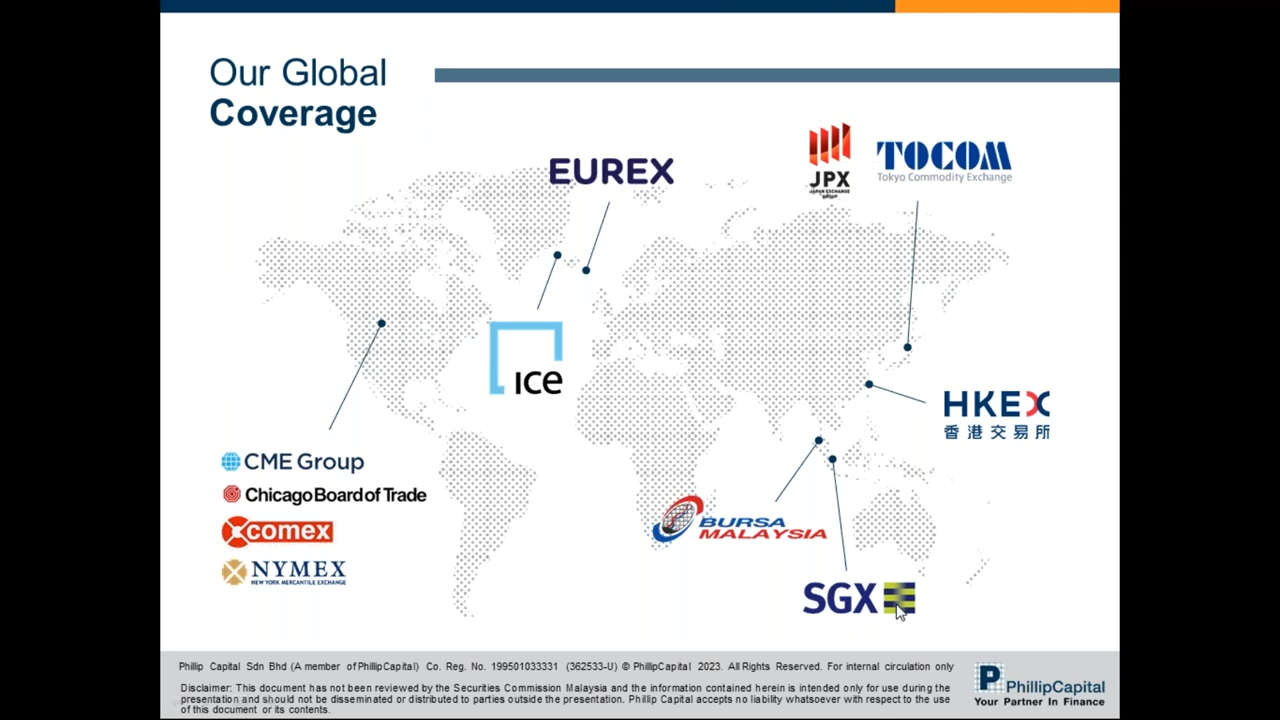 Our Global
Coverage
EUREX
JPX
JAPAN EXCHANGE
GROUP
TOCOM
Tokyo Commodity Exchange
ice
HKEX
香港交易所
CME Group
Chicago Board of Trade
comex
NYMEX
NEW YORK MERCANTILE EXCHANGE
BURSA
MALAYSIA
SGX
Phillip Capital Sdn Bhd (A member of PhillipCapital) Co. Reg. No. 199501033331 (362533-U) © PhillipCapital 2023. All Rights Reserved. For internal circulation only
Disclaimer: This document has not been reviewed by the Securities Commission Malaysia and the information contained herein is intended only for use during the
presentation and should not be disseminated or distributed to parties outside the presentation. Phillip Capital accepts no liability whatsoever with respect to the use
of this document or its contents.
P
PhillipCapital
Your Partner In Finance